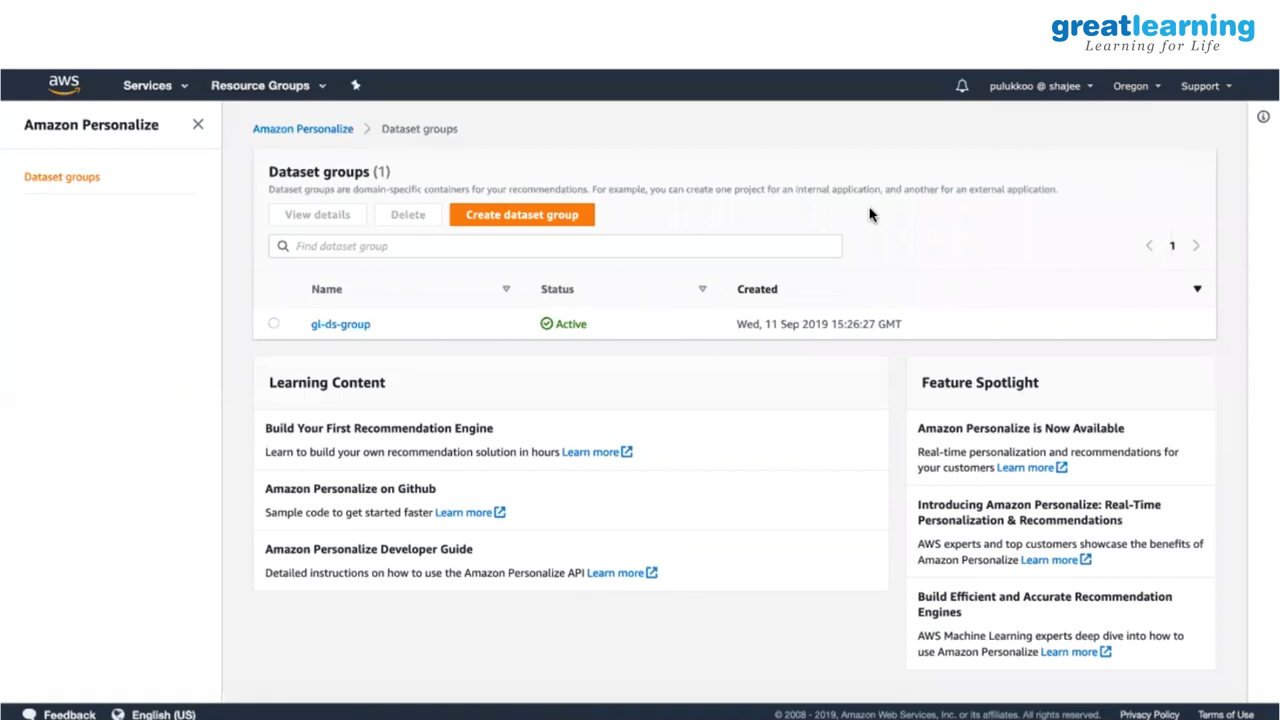 greatlearning
Learning for Life
aws Services Resource Groups pulukkoo @ shajee Oregon Support
Amazon Personalize
Dataset groups
Amazon Personalize > Dataset groups
Dataset groups (1)
Dataset groups are domain-specific containers for your recommendations. For example, you can create one project for an internal application, and another for an external application.
View details Delete Create dataset group
Find dataset group
1
Name Status Created
gl-ds-group Active Wed, 11 Sep 2019 15:26:27 GMT
Learning Content
Build Your First Recommendation Engine
Learn to build your own recommendation solution in hours Learn more
Amazon Personalize on Github
Sample code to get started faster Learn more
Amazon Personalize Developer Guide
Detailed instructions on how to use the Amazon Personalize API Learn more
Feature Spotlight
Amazon Personalize is Now Available
Real-time personalization and recommendations for
your customers Learn more
Introducing Amazon Personalize: Real-Time
Personalization & Recommendations
AWS experts and top customers showcase the benefits of
Amazon Personalize Learn more
Build Efficient and Accurate Recommendation
Engines
AWS Machine Learning experts deep dive into how to
use Amazon Personalize Learn more
Feedback English (US) © 2008 - 2019, Amazon Web Services, Inc. or its affiliates. All rights reserved. Privacy Policy Terms of Use